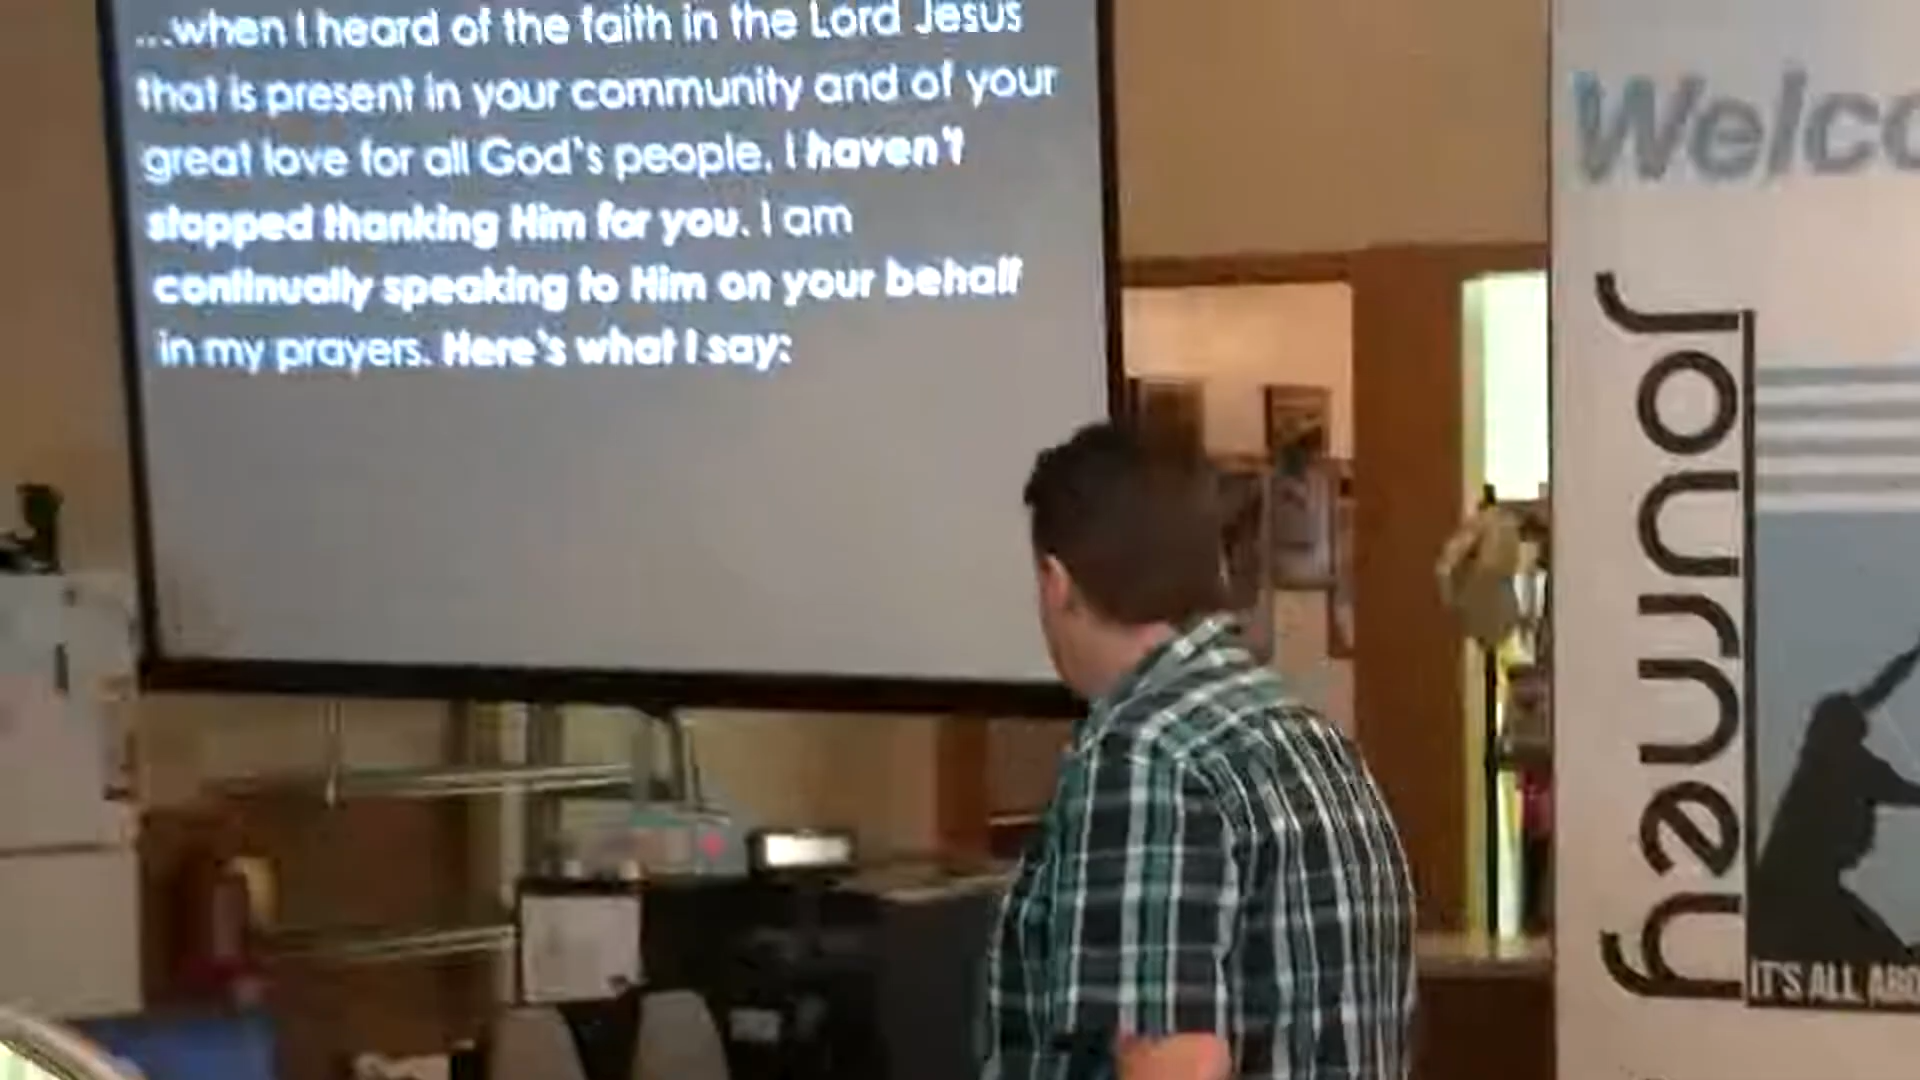 ...when I heard of the faith in the Lord Jesus
that is present in your community and of your
great love for all God's people, I haven't
stopped thanking Him for you. I am
continually speaking to Him on your behalf
in my prayers. Here's what I say:
Welco
Journey
IT'S ALL ABO